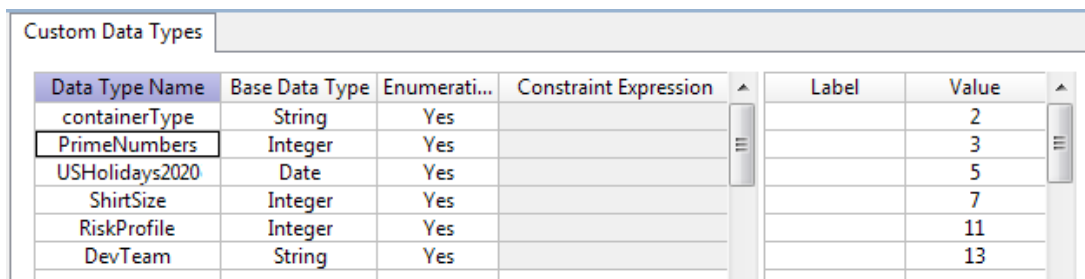 Custom Data Types
Data Type Name Base Data Type Enumerati... Constraint Expression Label Value
containerType String Yes 2
PrimeNumbers Integer Yes 3
USHolidays2020 Date Yes 5
ShirtSize Integer Yes 7
RiskProfile Integer Yes 11
DevTeam String Yes 13